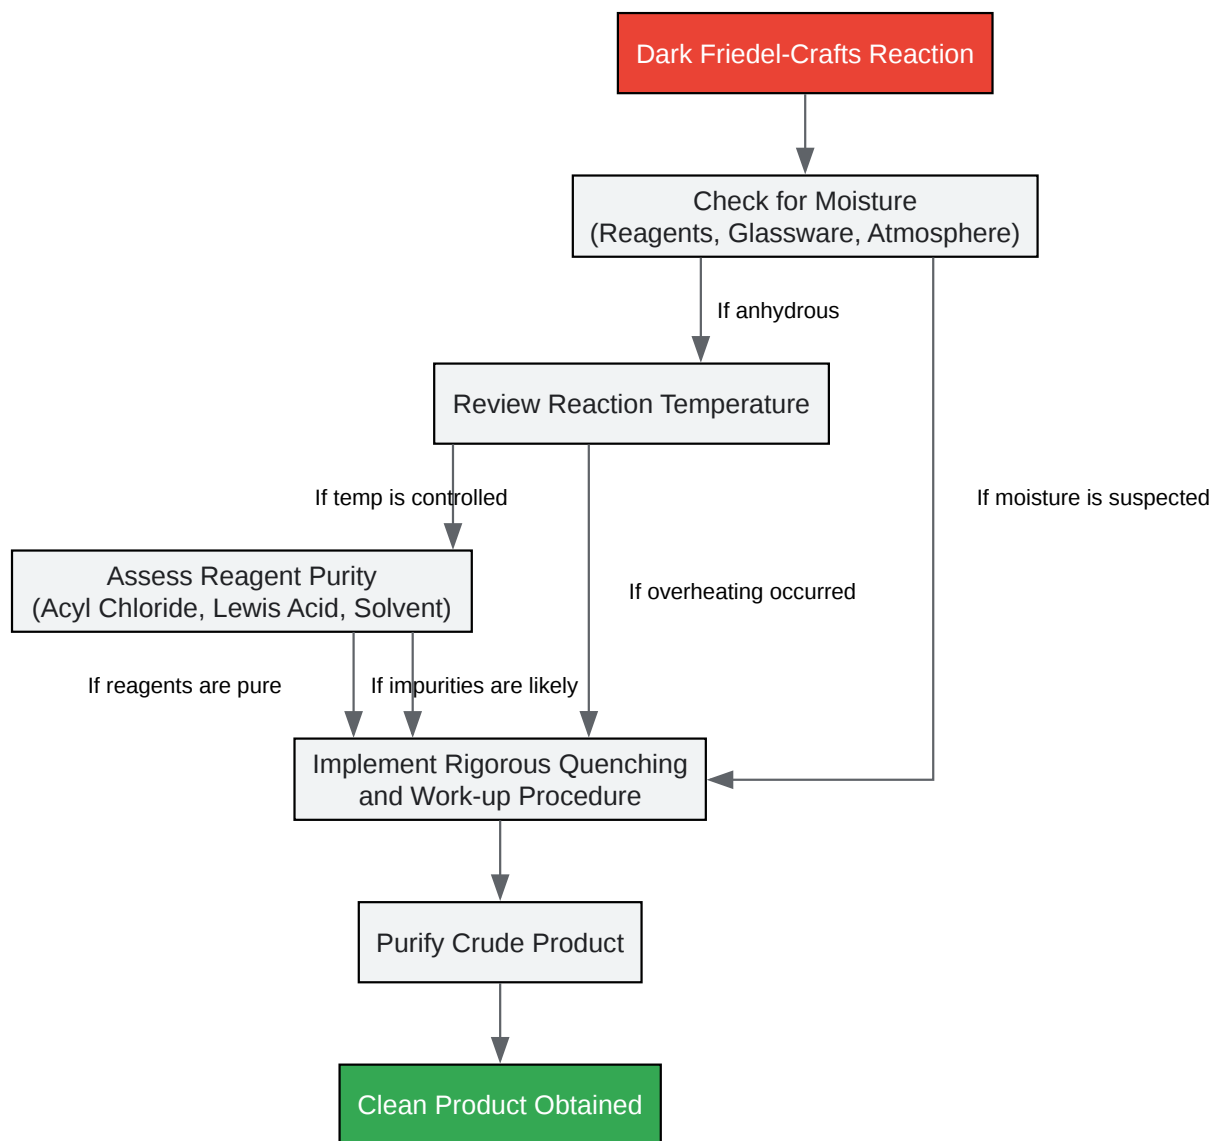 Dark Friedel-Crafts Reaction
Check for Moisture
(Reagents, Glassware, Atmosphere)
If anhydrous
Review Reaction Temperature
If temp is controlled
If moisture is suspected
Assess Reagent Purity
(Acyl Chloride, Lewis Acid, Solvent)
If overheating occurred
If reagents are pure
If impurities are likely
Implement Rigorous Quenching
and Work-up Procedure
Purify Crude Product
Clean Product Obtained